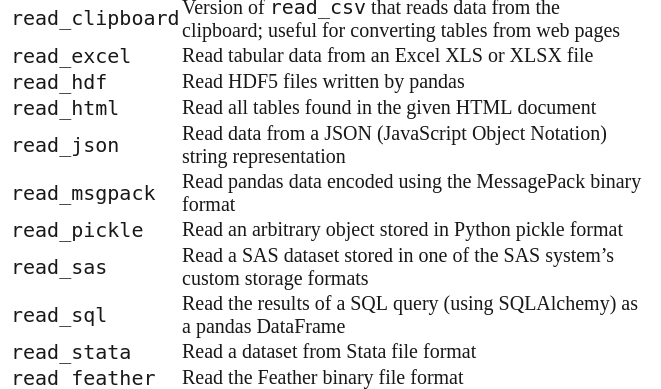 read_clipboard Version of read_csv that reads data from the
clipboard; useful for converting tables from web pages
read_excel Read tabular data from an Excel XLS or XLSX file
read_hdf Read HDF5 files written by pandas
read_html Read all tables found in the given HTML document
read_json Read data from a JSON (JavaScript Object Notation)
string representation
read_msgpack Read pandas data encoded using the MessagePack binary
format
read_pickle Read an arbitrary object stored in Python pickle format
read_sas Read a SAS dataset stored in one of the SAS system’s
custom storage formats
read_sql Read the results of a SQL query (using SQLAlchemy) as
a pandas DataFrame
read_stata Read a dataset from Stata file format
read_feather Read the Feather binary file format